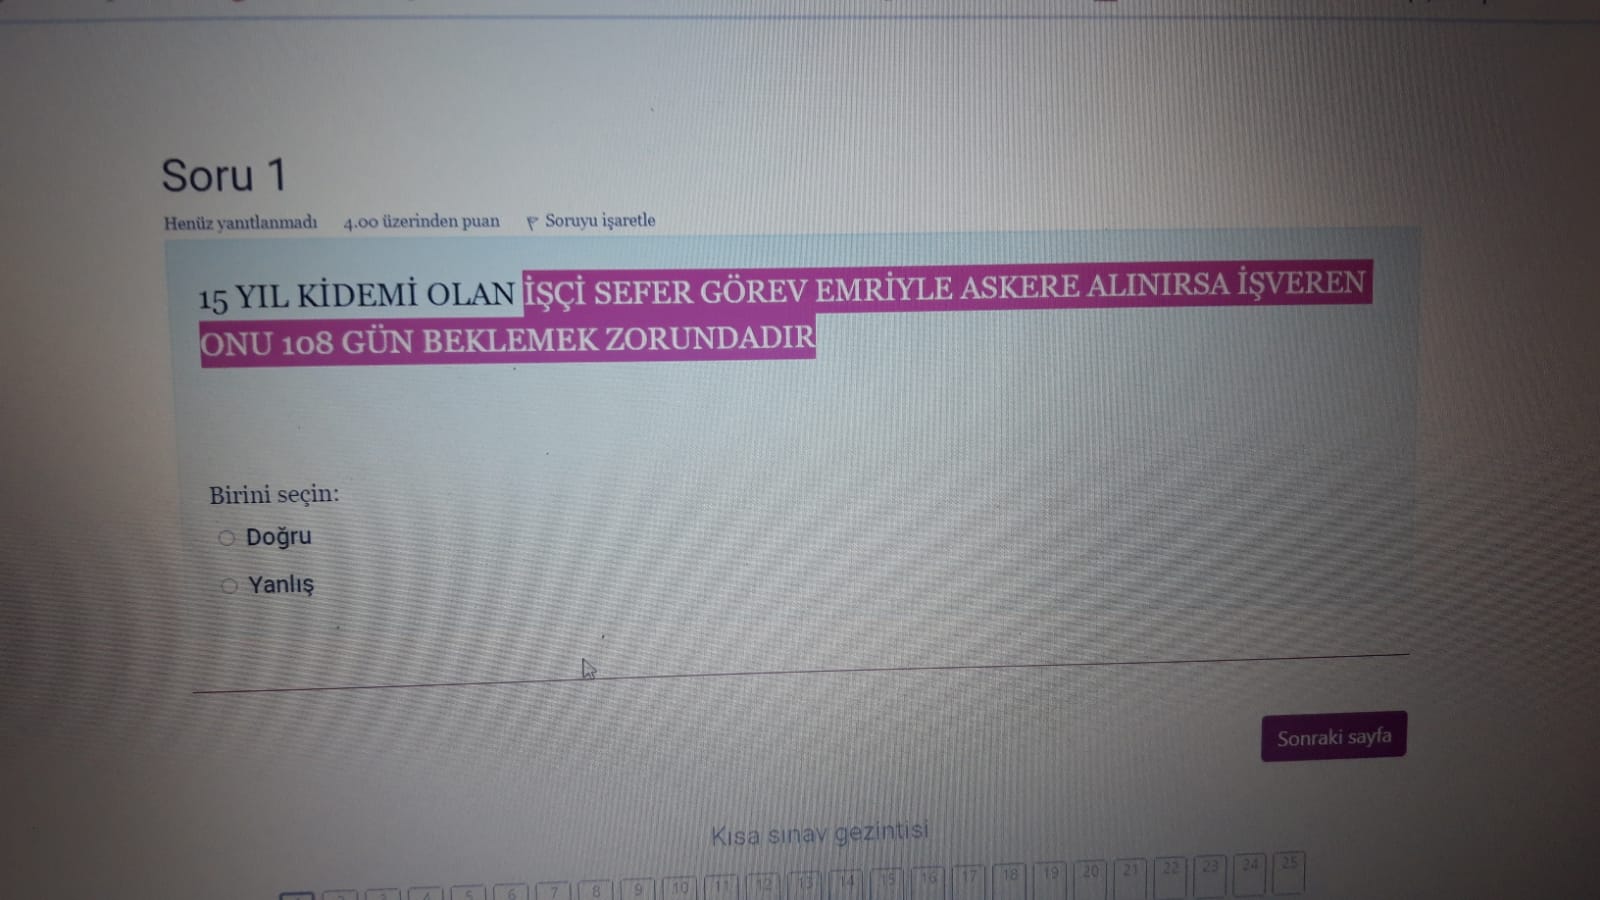 Soru 1
Henüz yanıtlanmadı 4.00 üzerinden puan Soruyu işaretle
15 YIL KİDEMİ OLAN İŞÇİ SEFER GÖREV EMRİYLE ASKERE ALINIRSA İŞVEREN
ONU 108 GÜN BEKLEMEK ZORUNDADIR
Birini seçin:
Doğru
Yanlış
Sonraki sayfa
Kısa sınav gezintisi
2 3 4 5 6 7 8 9 10 11 12 13 14 15 16 17 18 19 20 21 22 23 24 25